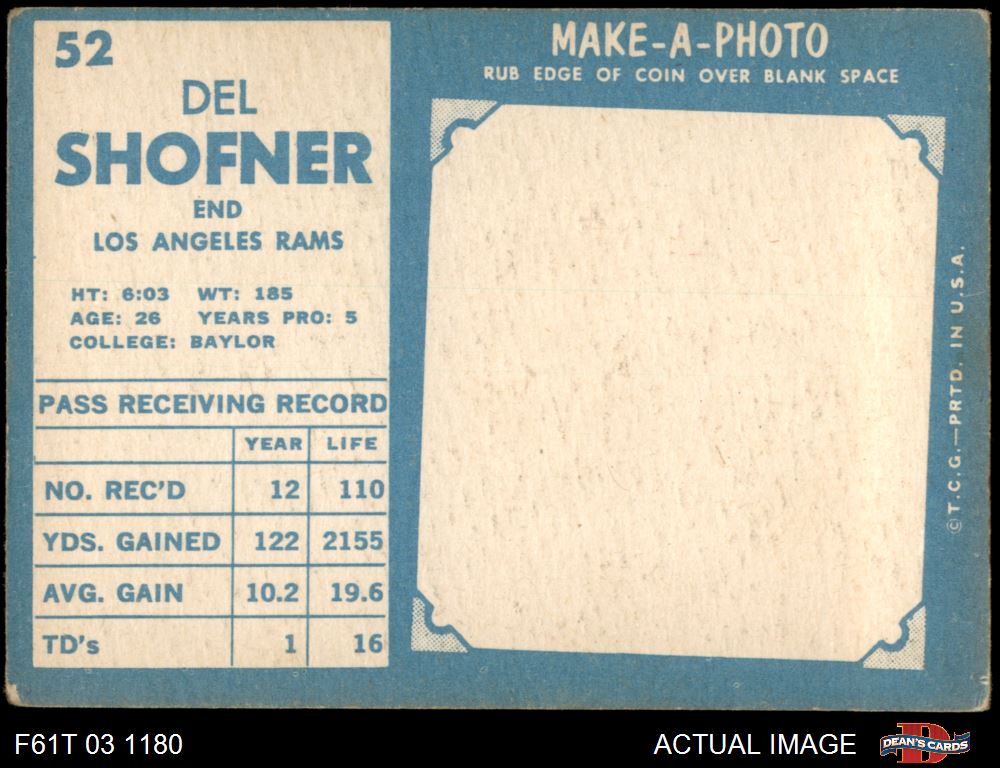 52
DEL
SHOFNER
END
LOS ANGELES RAMS
HT: 6:03 WT: 185
AGE: 26 YEARS PRO: 5
COLLEGE: BAYLOR
PASS RECEIVING RECORD
YEAR LIFE
NO. REC'D 12 110
YDS. GAINED 122 2155
AVG. GAIN 10.2 19.6
TD's 1 16
MAKE-A-PHOTO
RUB EDGE OF COIN OVER BLANK SPACE
©T.C.G.—PRTD. IN U.S.A.
F61T 03 1180
ACTUAL IMAGE
D
DEAN'S CARDS